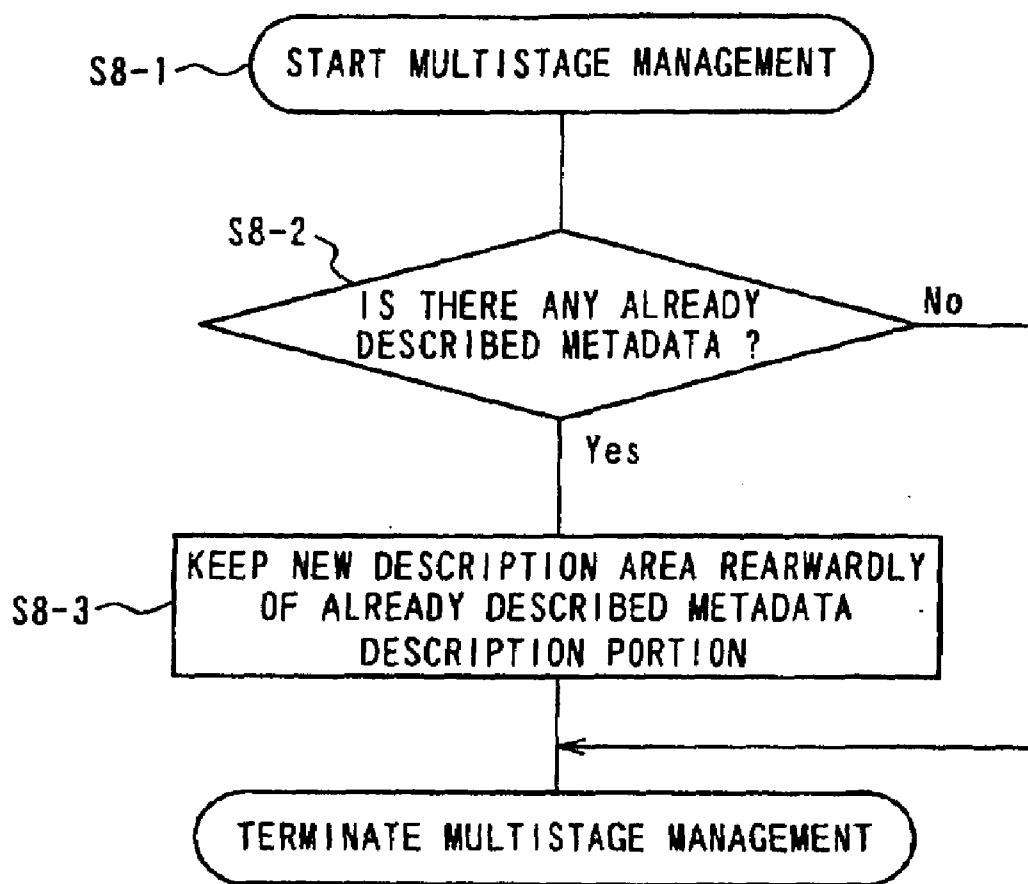 S8-1
START MULTISTAGE MANAGEMENT
S8-2
IS THERE ANY ALREADY
DESCRIBED METADATA ?
No
Yes
S8-3
KEEP NEW DESCRIPTION AREA REARWARDLY
OF ALREADY DESCRIBED METADATA
DESCRIPTION PORTION
TERMINATE MULTISTAGE MANAGEMENT